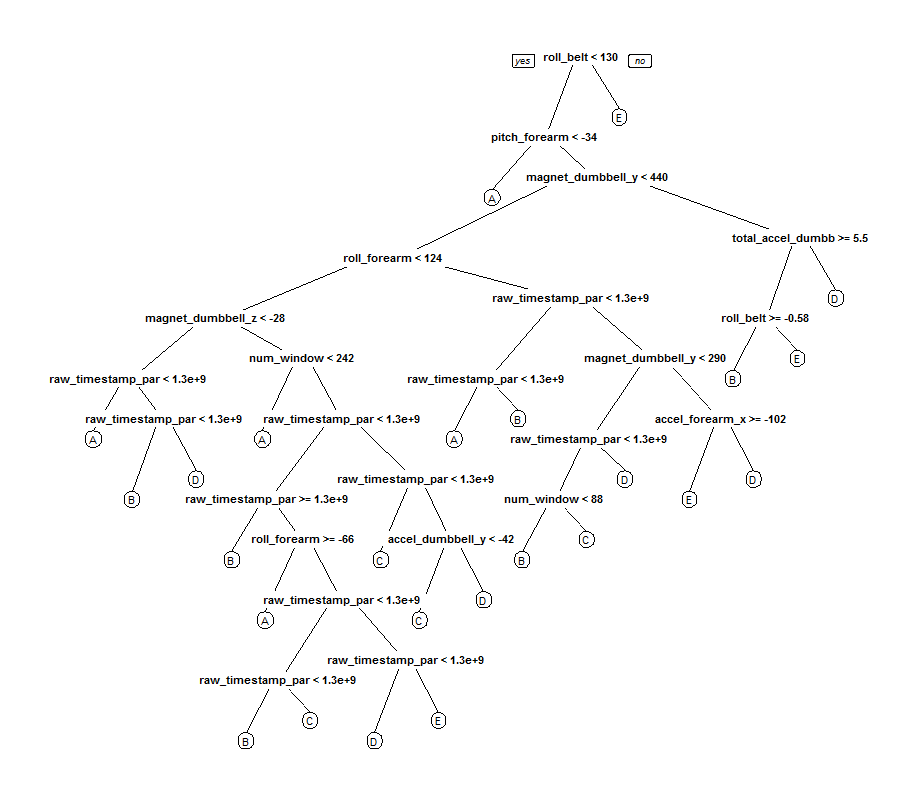 yes roll_belt < 130 no
E
pitch_forearm < -34
magnet_dumbbell_y < 440
A
total_accel_dumbb >= 5.5
roll_forearm < 124
raw_timestamp_par < 1.3e+9
D
magnet_dumbbell_z < -28
roll_belt >= -0.58
num_window < 242
magnet_dumbbell_y < 290
E
raw_timestamp_par < 1.3e+9
raw_timestamp_par < 1.3e+9
B
raw_timestamp_par < 1.3e+9
raw_timestamp_par < 1.3e+9
B
accel_forearm_x >= -102
A
A
A
raw_timestamp_par < 1.3e+9
D
raw_timestamp_par < 1.3e+9
D
D
B
raw_timestamp_par >= 1.3e+9
num_window < 88
E
roll_forearm >= -66
accel_dumbbell_y < -42
C
B
C
B
raw_timestamp_par < 1.3e+9
D
A
C
raw_timestamp_par < 1.3e+9
raw_timestamp_par < 1.3e+9
C
E
B
D